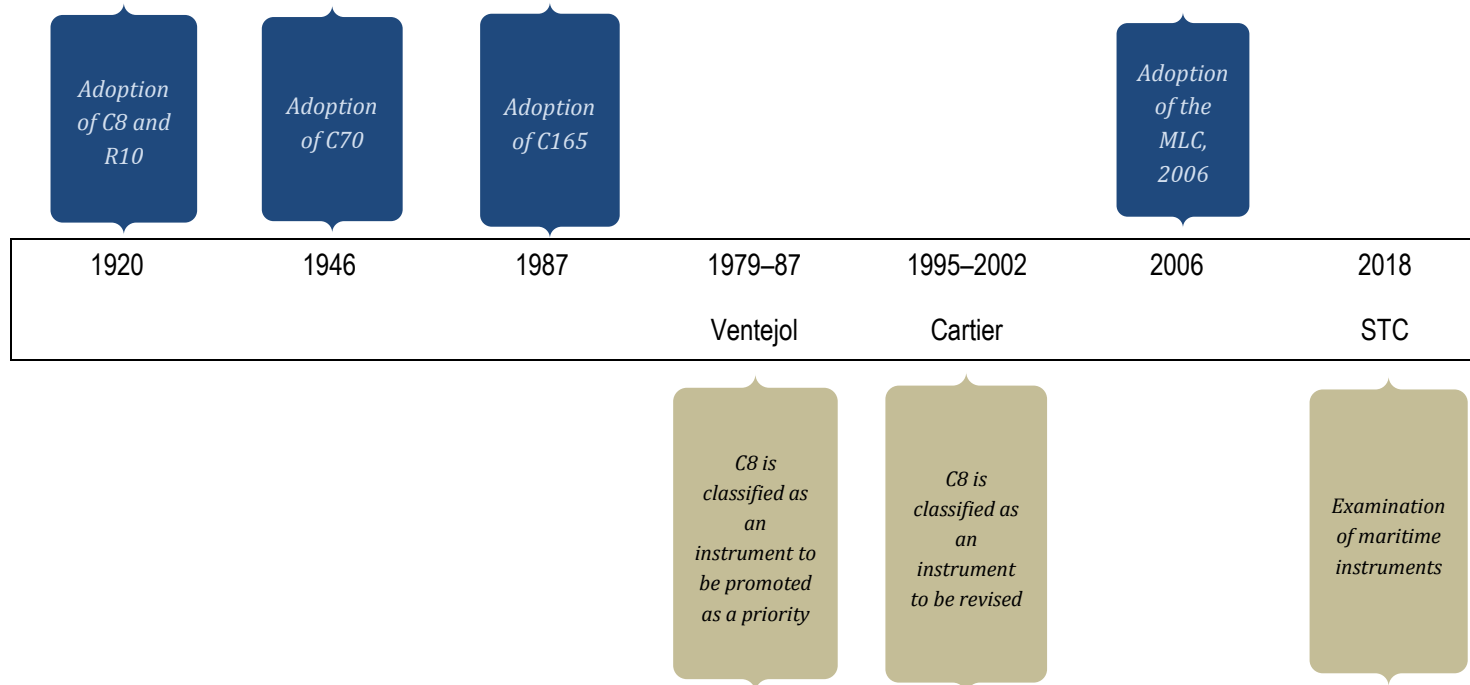 Adoption
of C8 and
R10
Adoption
of C70
Adoption
of C165
Adoption
of the
MLC,
2006
1920 1946 1987 1979–87 1995–2002 2006 2018
Ventejol Cartier STC
C8 is
classified as
an
instrument to
be promoted
as a priority
C8 is
classified as
an
instrument
to be revised
Examination
of maritime
instruments